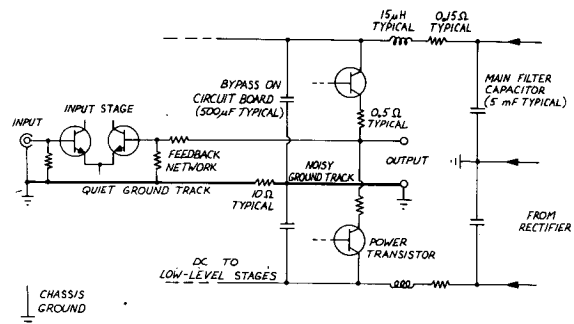 15μH
TYPICAL
0.15Ω
TYPICAL
BYPASS ON
CIRCUIT BOARD
(500μF TYPICAL)
MAIN FILTER
CAPACITOR
(5 mF TYPICAL)
INPUT STAGE
INPUT
0.5Ω
TYPICAL
FEEDBACK
NETWORK
NOISY
GROUND TRACK
OUTPUT
QUIET GROUND TRACK
10Ω
TYPICAL
FROM
RECTIFIER
POWER
TRANSISTOR
DC TO
LOW-LEVEL STAGES
CHASSIS
GROUND